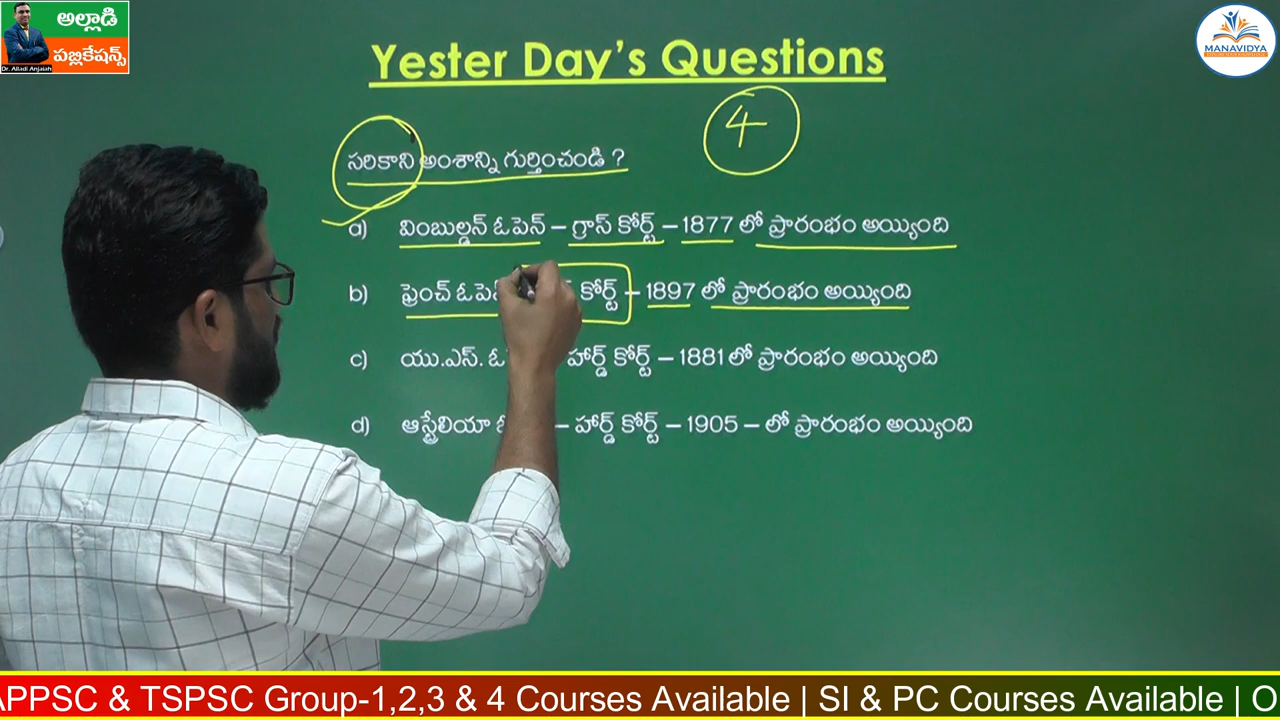 అల్లాడి
పబ్లికేషన్స్
Dr. Alladi Anjaiah
MANAVIDYA
Yester Day's Questions
4
సరికాని అంశాన్ని గుర్తించండి ?
a) వింబుల్డన్ ఓపెన్ – గ్రాస్ కోర్ట్ – 1877 లో ప్రారంభం అయ్యింది
b) ఫ్రెంచ్ కోర్ట్ – 1897 లో ప్రారంభం అయ్యింది
c) యు.ఎస్. హార్డ్ కోర్ట్ – 1881 లో ప్రారంభం అయ్యింది
d) ఆస్ట్రేలియా – హార్డ్ కోర్ట్ – 1905 – లో ప్రారంభం అయ్యింది
APPSC & TSPSC Group-1,2,3 & 4 Courses Available | SI & PC Courses Available | O